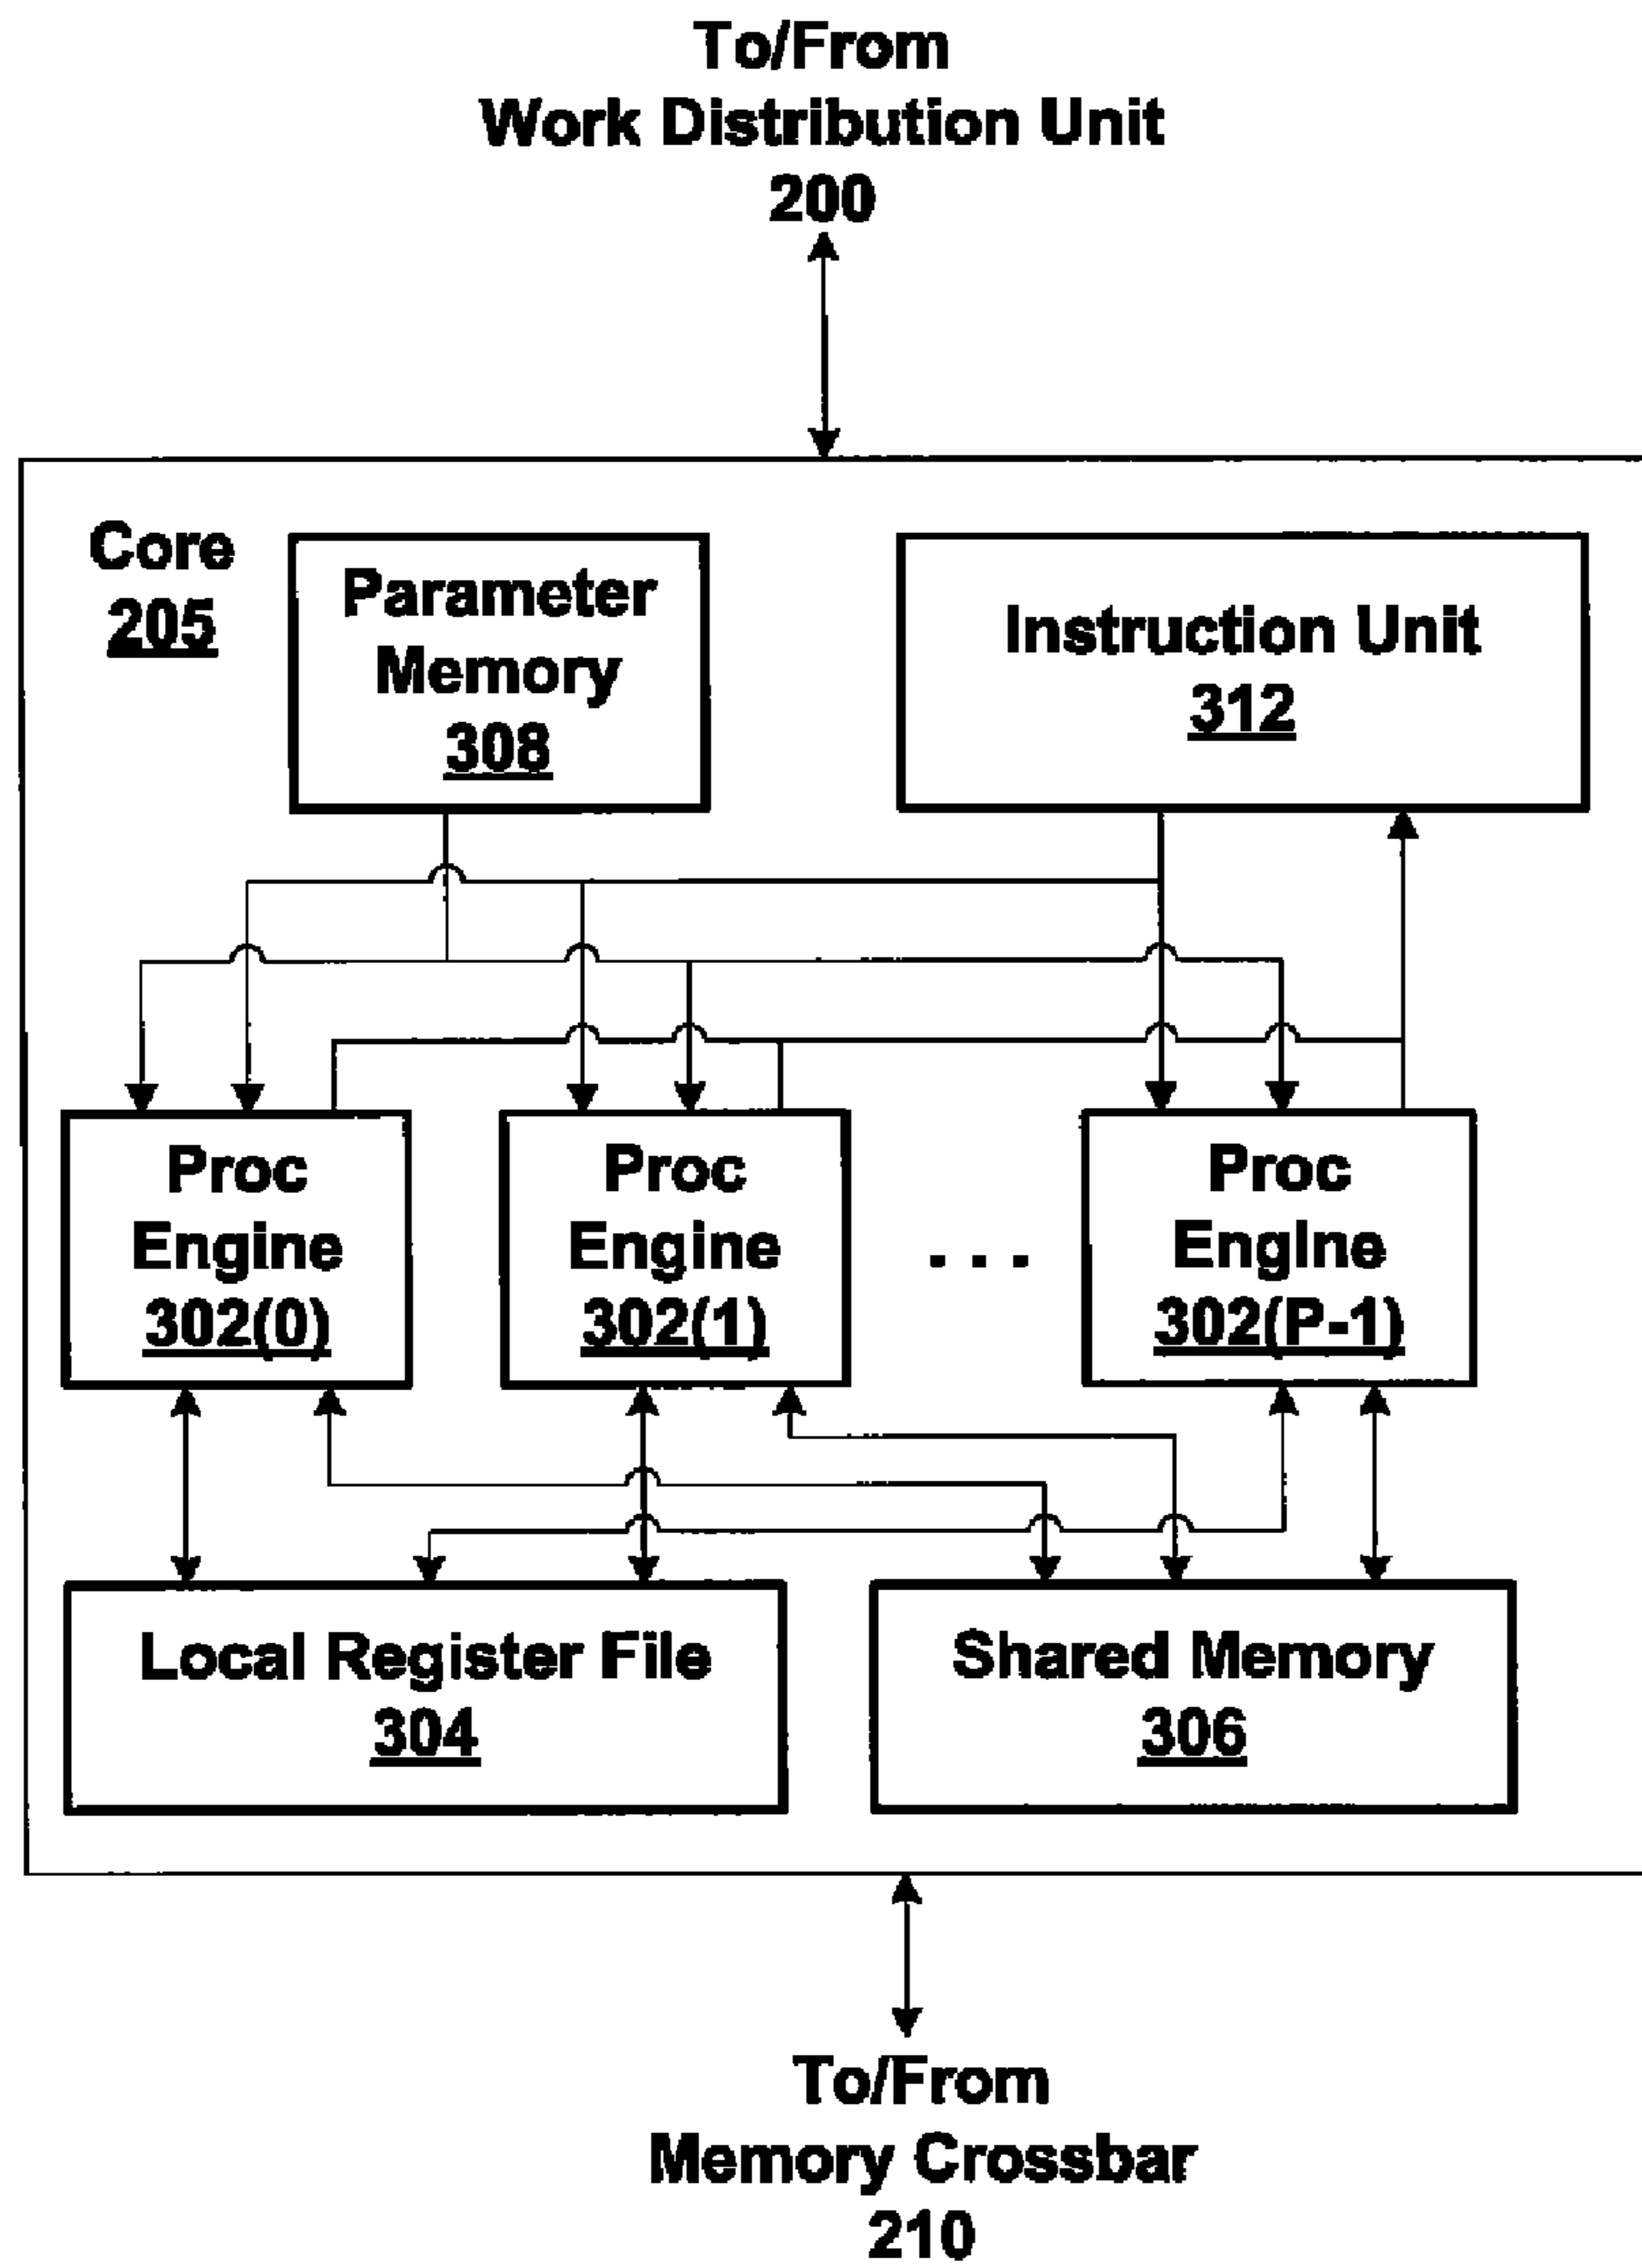 To/From
Work Distribution Unit
200
Core
205
Parameter
Memory
308
Instruction Unit
312
Proc
Engine
302(0)
Proc
Engine
302(1)
. . .
Proc
Engine
302(P-1)
Local Register File
304
Shared Memory
306
To/From
Memory Crossbar
210